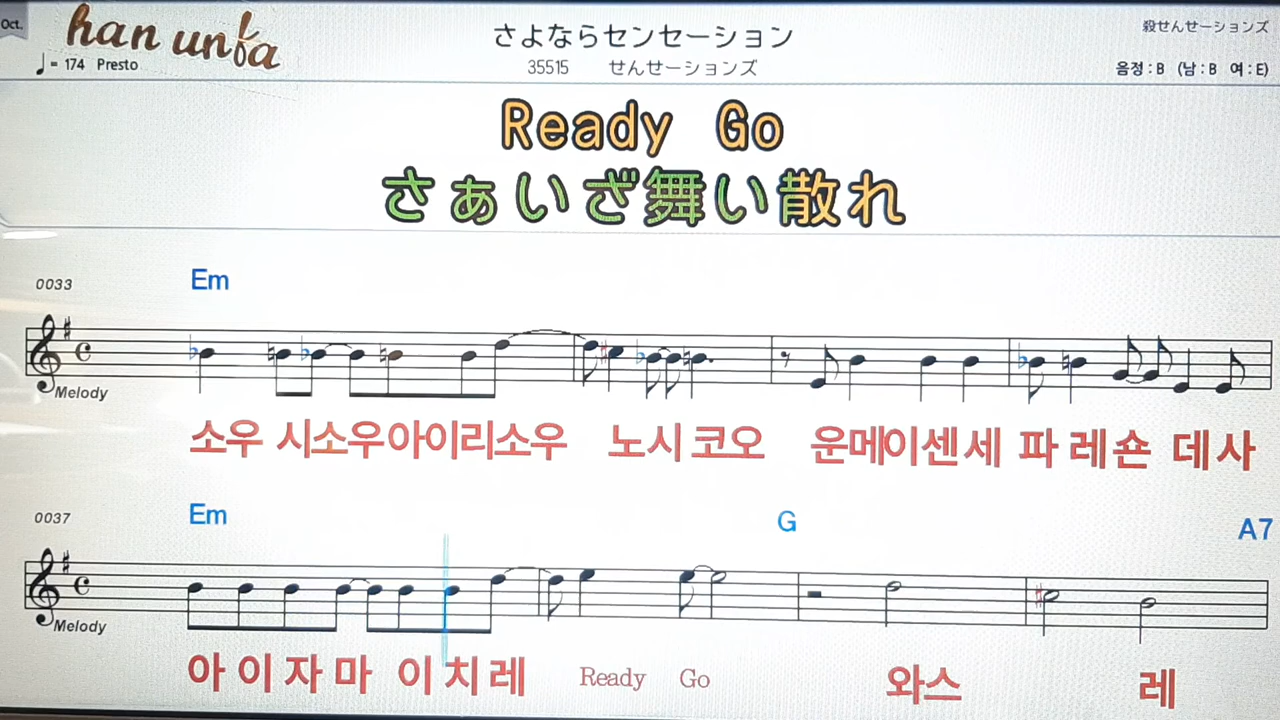 Oct.
han unfa
さよならセンセーション
殺せんせーションズ
♩= 174 Presto
35515 せんせーションズ
음정 : B (남 : B 여 : E)
Ready Go
さぁいざ舞い散れ
0033
Em
Melody
소우 시소우아이리소우 노시 코오 운메이센세 파 레숀 데사
0037
Em G A7
Melody
아 이 자 마 이 치 레 Ready Go 와스 레